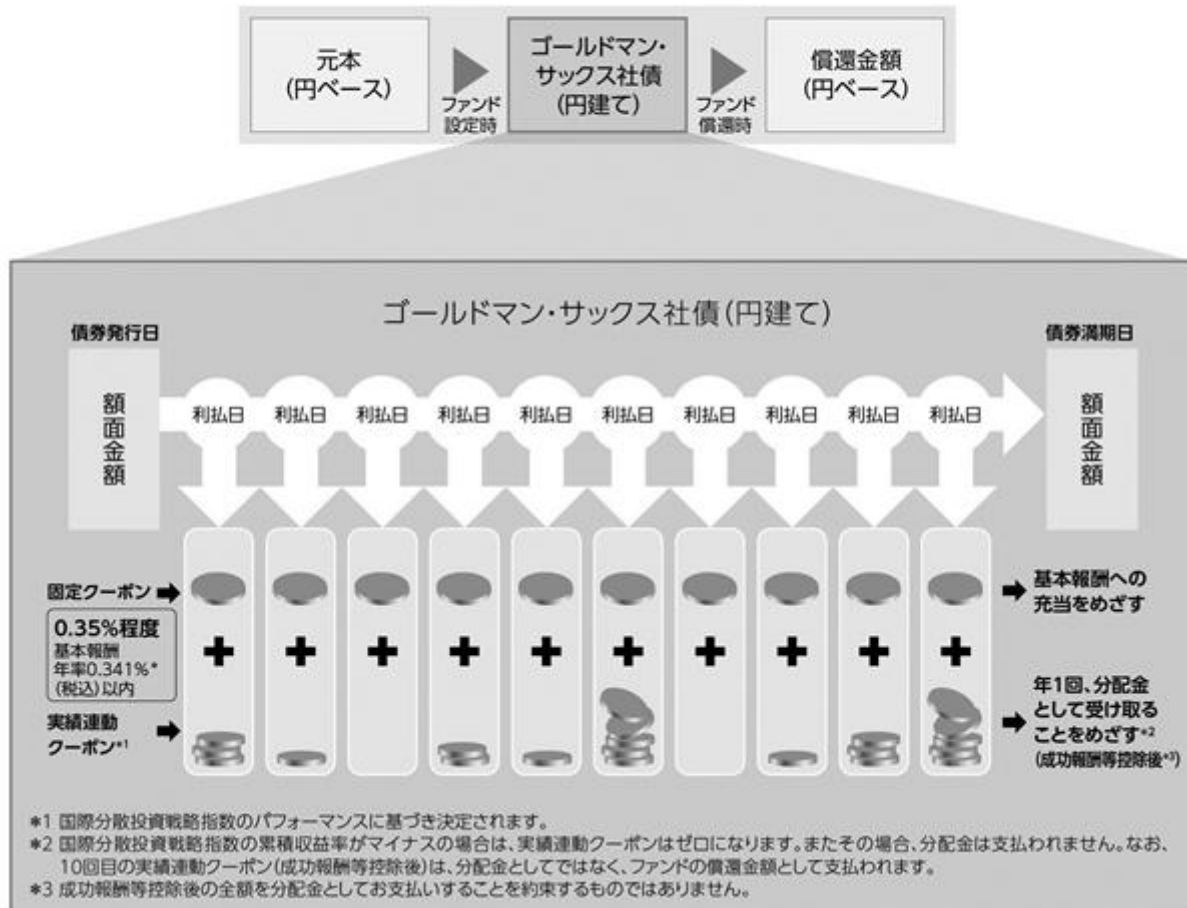 元本
(円ベース)
ファンド
設定時
ゴールドマン・
サックス社債
(円建て)
ファンド
償還時
償還金額
(円ベース)
ゴールドマン・サックス社債(円建て)
債券発行日
債券満期日
額面金額
利払日 利払日 利払日 利払日 利払日 利払日 利払日 利払日 利払日 利払日
額面金額
固定クーポン
0.35%程度
基本報酬
年率0.341%*
(税込)以内
実績連動
クーポン*1
+ + + + + + + + +
基本報酬への
充当をめざす
年1回、分配金
として受け取る
ことをめざす*2
(成功報酬等控除後*3)
*1 国際分散投資戦略指数のパフォーマンスに基づき決定されます。
*2 国際分散投資戦略指数の累積収益率がマイナスの場合は、実績連動クーポンはゼロになります。またその場合、分配金は支払われません。なお、
10回目の実績連動クーポン(成功報酬等控除後)は、分配金としてではなく、ファンドの償還金額として支払われます。
*3 成功報酬等控除後の全額を分配金としてお支払いすることを約束するものではありません。